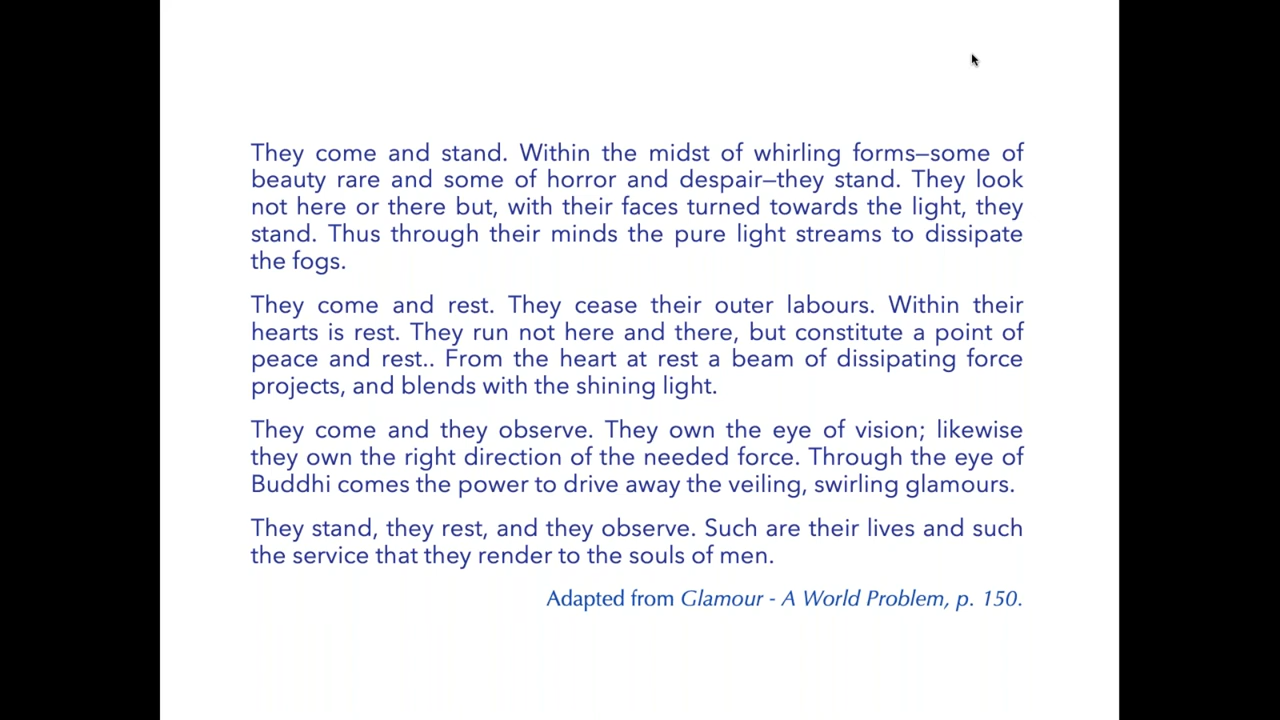 They come and stand. Within the midst of whirling forms—some of
beauty rare and some of horror and despair—they stand. They look
not here or there but, with their faces turned towards the light, they
stand. Thus through their minds the pure light streams to dissipate
the fogs.
They come and rest. They cease their outer labours. Within their
hearts is rest. They run not here and there, but constitute a point of
peace and rest.. From the heart at rest a beam of dissipating force
projects, and blends with the shining light.
They come and they observe. They own the eye of vision; likewise
they own the right direction of the needed force. Through the eye of
Buddhi comes the power to drive away the veiling, swirling glamours.
They stand, they rest, and they observe. Such are their lives and such
the service that they render to the souls of men.
Adapted from Glamour - A World Problem, p. 150.